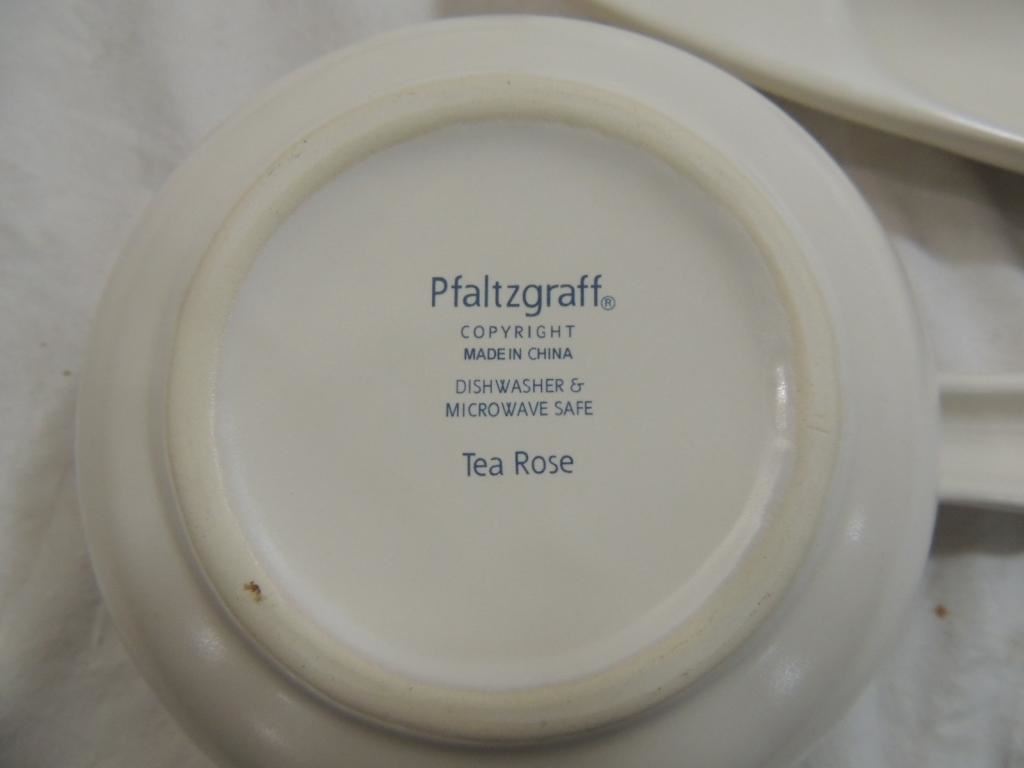 Pfaltzgraff®
COPYRIGHT
MADE IN CHINA
DISHWASHER &
MICROWAVE SAFE
Tea Rose